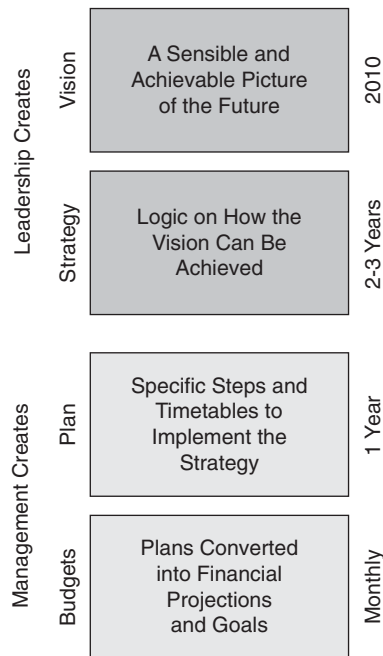 Leadership Creates
Vision
A Sensible and
Achievable Picture
of the Future
2010
Strategy
Logic on How the
Vision Can Be
Achieved
2-3 Years
Management Creates
Plan
Specific Steps and
Timetables to
Implement the
Strategy
1 Year
Budgets
Plans Converted
into Financial
Projections
and Goals
Monthly